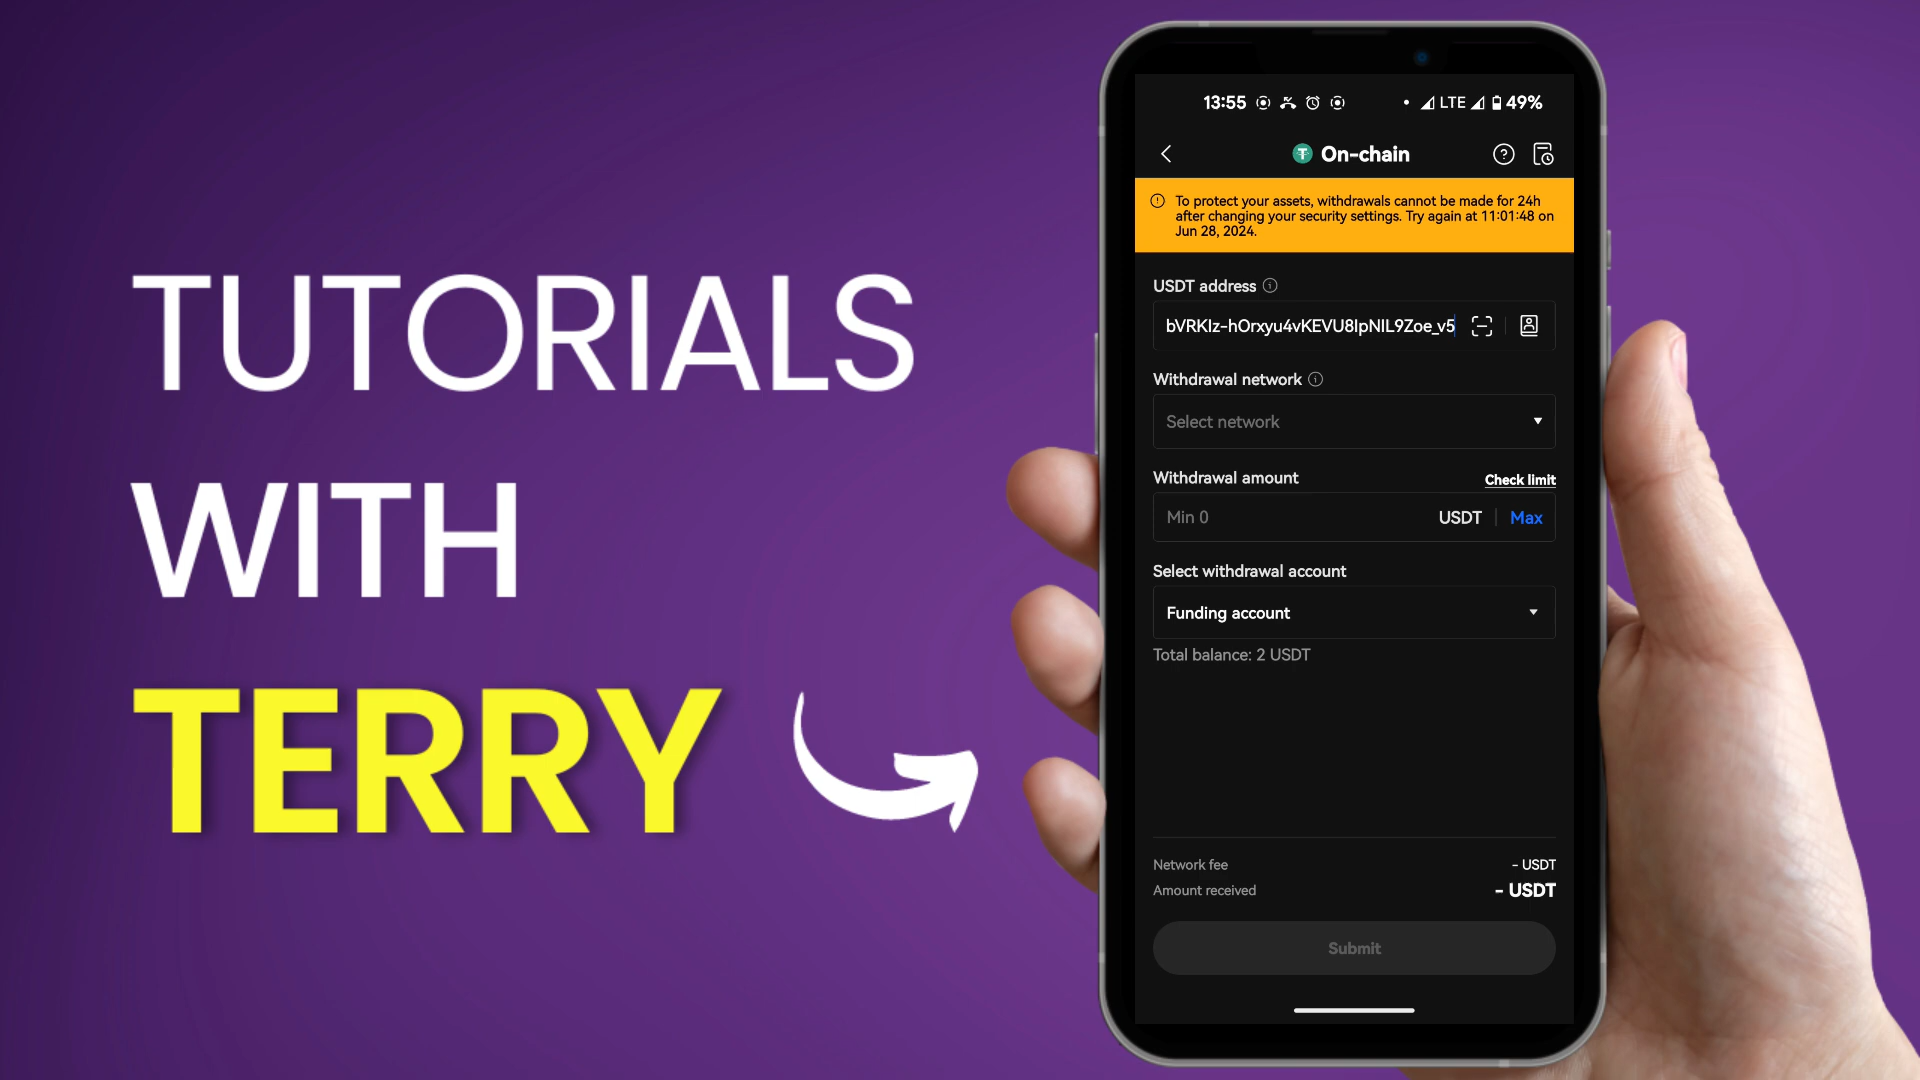 TUTORIALS
WITH
TERRY
13:55 LTE 49%
On-chain
To protect your assets, withdrawals cannot be made for 24h
after changing your security settings. Try again at 11:01:48 on
Jun 28, 2024.
USDT address
bVRKIz-hOrxyu4vKEVU8IpNIL9Zoe_v5
Withdrawal network
Select network
Withdrawal amount Check limit
Min 0 USDT Max
Select withdrawal account
Funding account
Total balance: 2 USDT
Network fee - USDT
Amount received - USDT
Submit